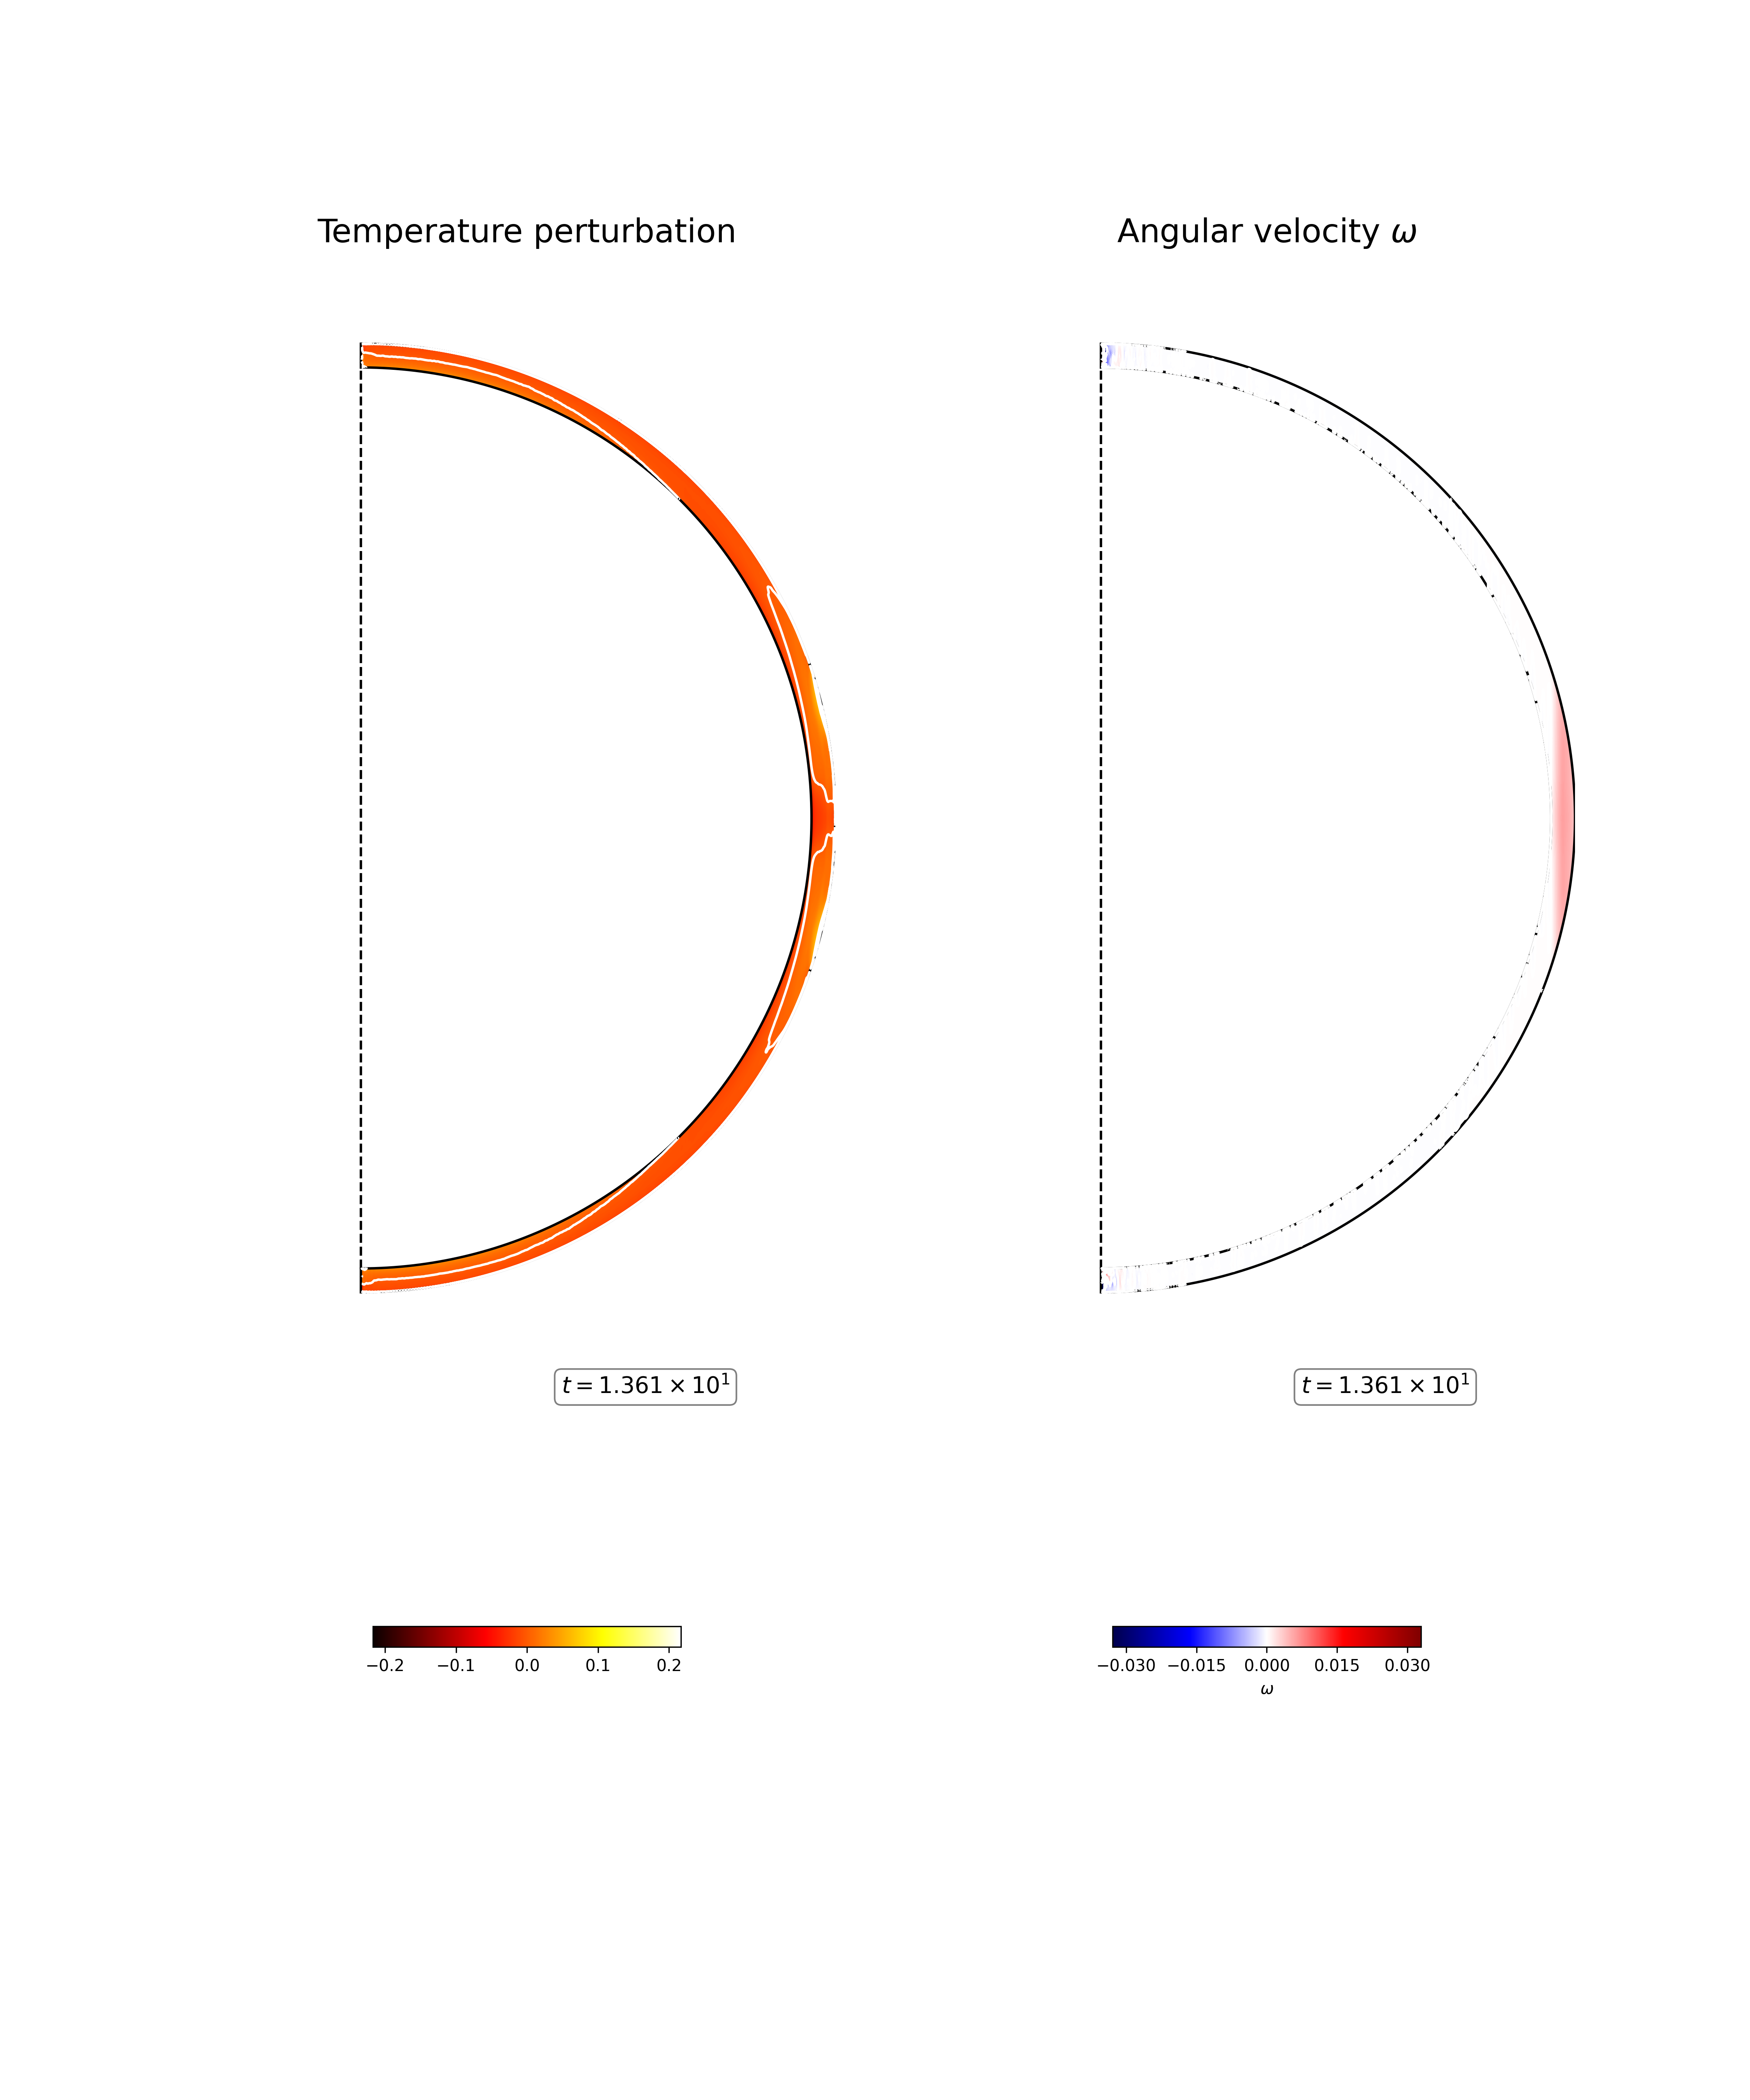 Temperature perturbation
Angular velocity ω
t = 1.361 × 10¹
t = 1.361 × 10¹
−0.2 −0.1 0.0 0.1 0.2
−0.030 −0.015 0.000 0.015 0.030
ω